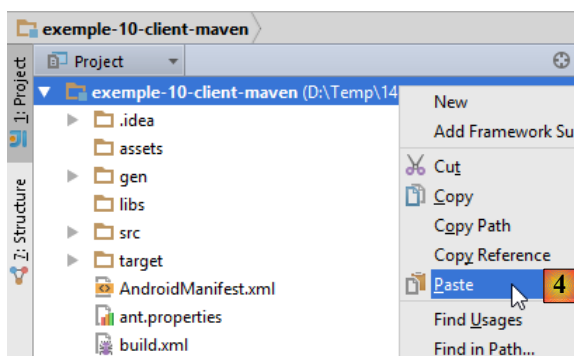 exemple-10-client-maven
1: Project
Project
exemple-10-client-maven (D:\Temp\14
.idea
assets
gen
libs
src
target
AndroidManifest.xml
ant.properties
build.xml
7: Structure
New
Add Framework Su
Cut
Copy
Copy Path
Copy Reference
Paste
4
Find Usages
Find in Path...